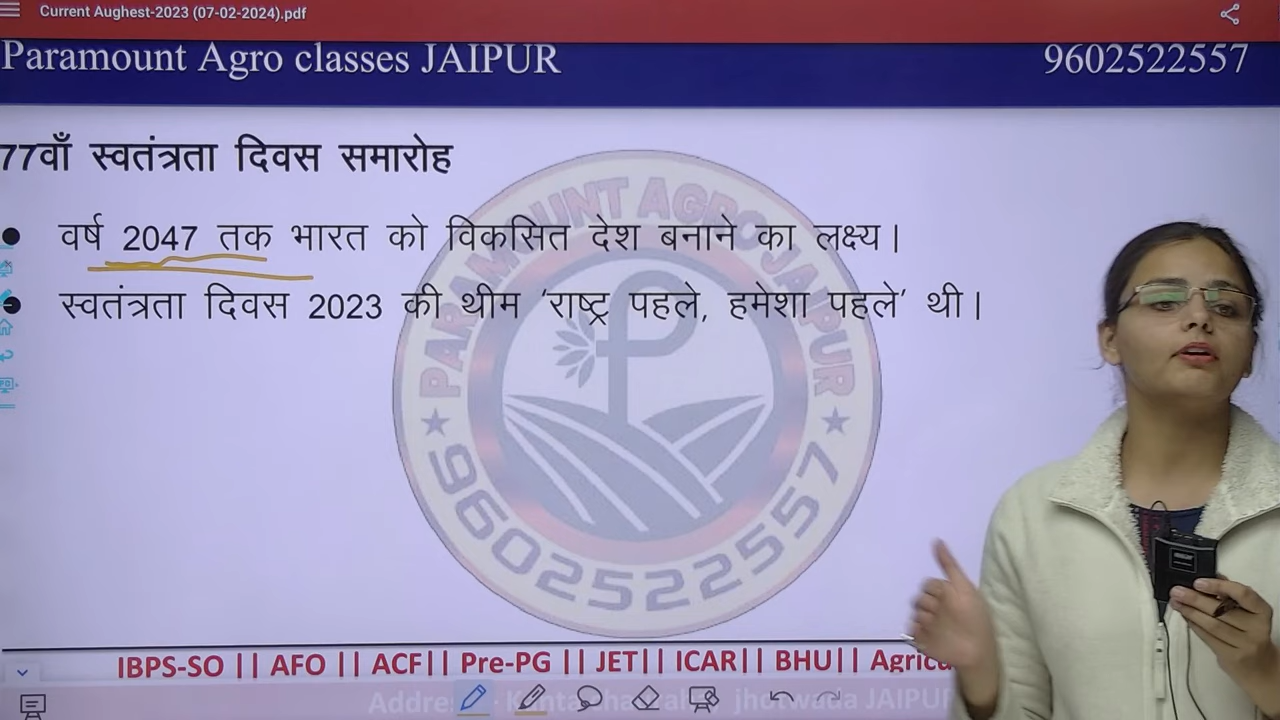 Current Aughest-2023 (07-02-2024).pdf
Paramount Agro classes JAIPUR 9602522557
77वाँ स्वतंत्रता दिवस समारोह
वर्ष 2047 तक भारत को विकसित देश बनाने का लक्ष्य।
स्वतंत्रता दिवस 2023 की थीम ‘राष्ट्र पहले, हमेशा पहले’ थी।
PARAMOUNT AGRO JAIPUR
9602522557
IBPS-SO || AFO || ACF|| Pre-PG || JET|| ICAR|| BHU||
JAIPUR